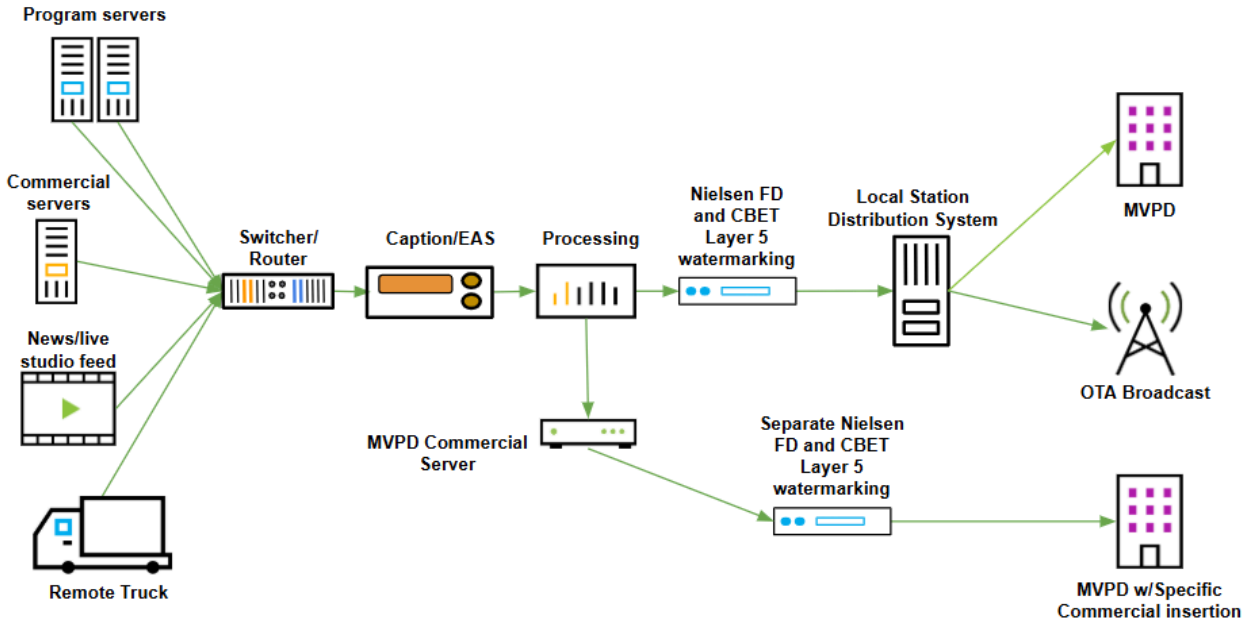 Program servers
Commercial
servers
News/live
studio feed
Remote Truck
Switcher/
Router
Caption/EAS
Processing
Nielsen FD
and CBET
Layer 5
watermarking
Local Station
Distribution System
MVPD
OTA Broadcast
MVPD Commercial
Server
Separate Nielsen
FD and CBET
Layer 5
watermarking
MVPD w/Specific
Commercial insertion